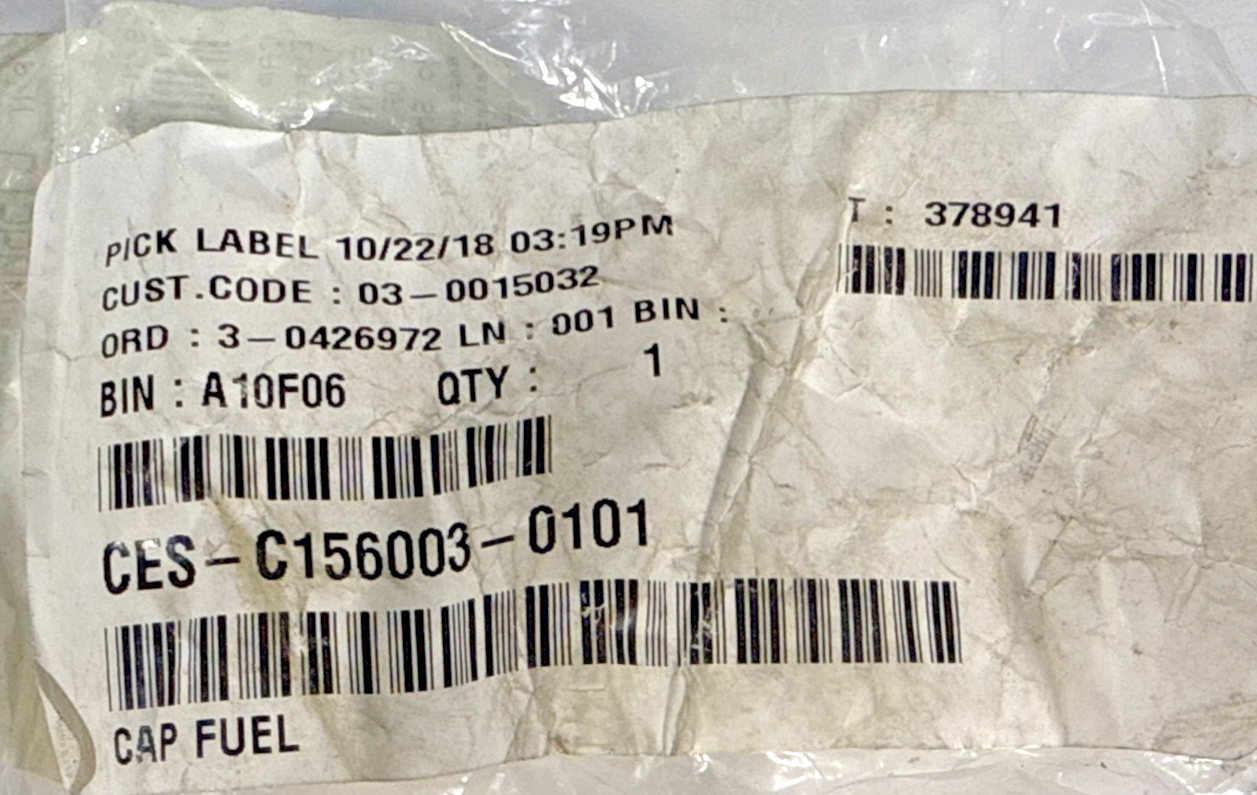 PICK LABEL 10/22/18 03:19PM
T : 378941
CUST.CODE : 03-0015032
ORD : 3-0426972 LN : 001 BIN :
BIN : A10F06 QTY : 1
CES-C156003-0101
CAP FUEL